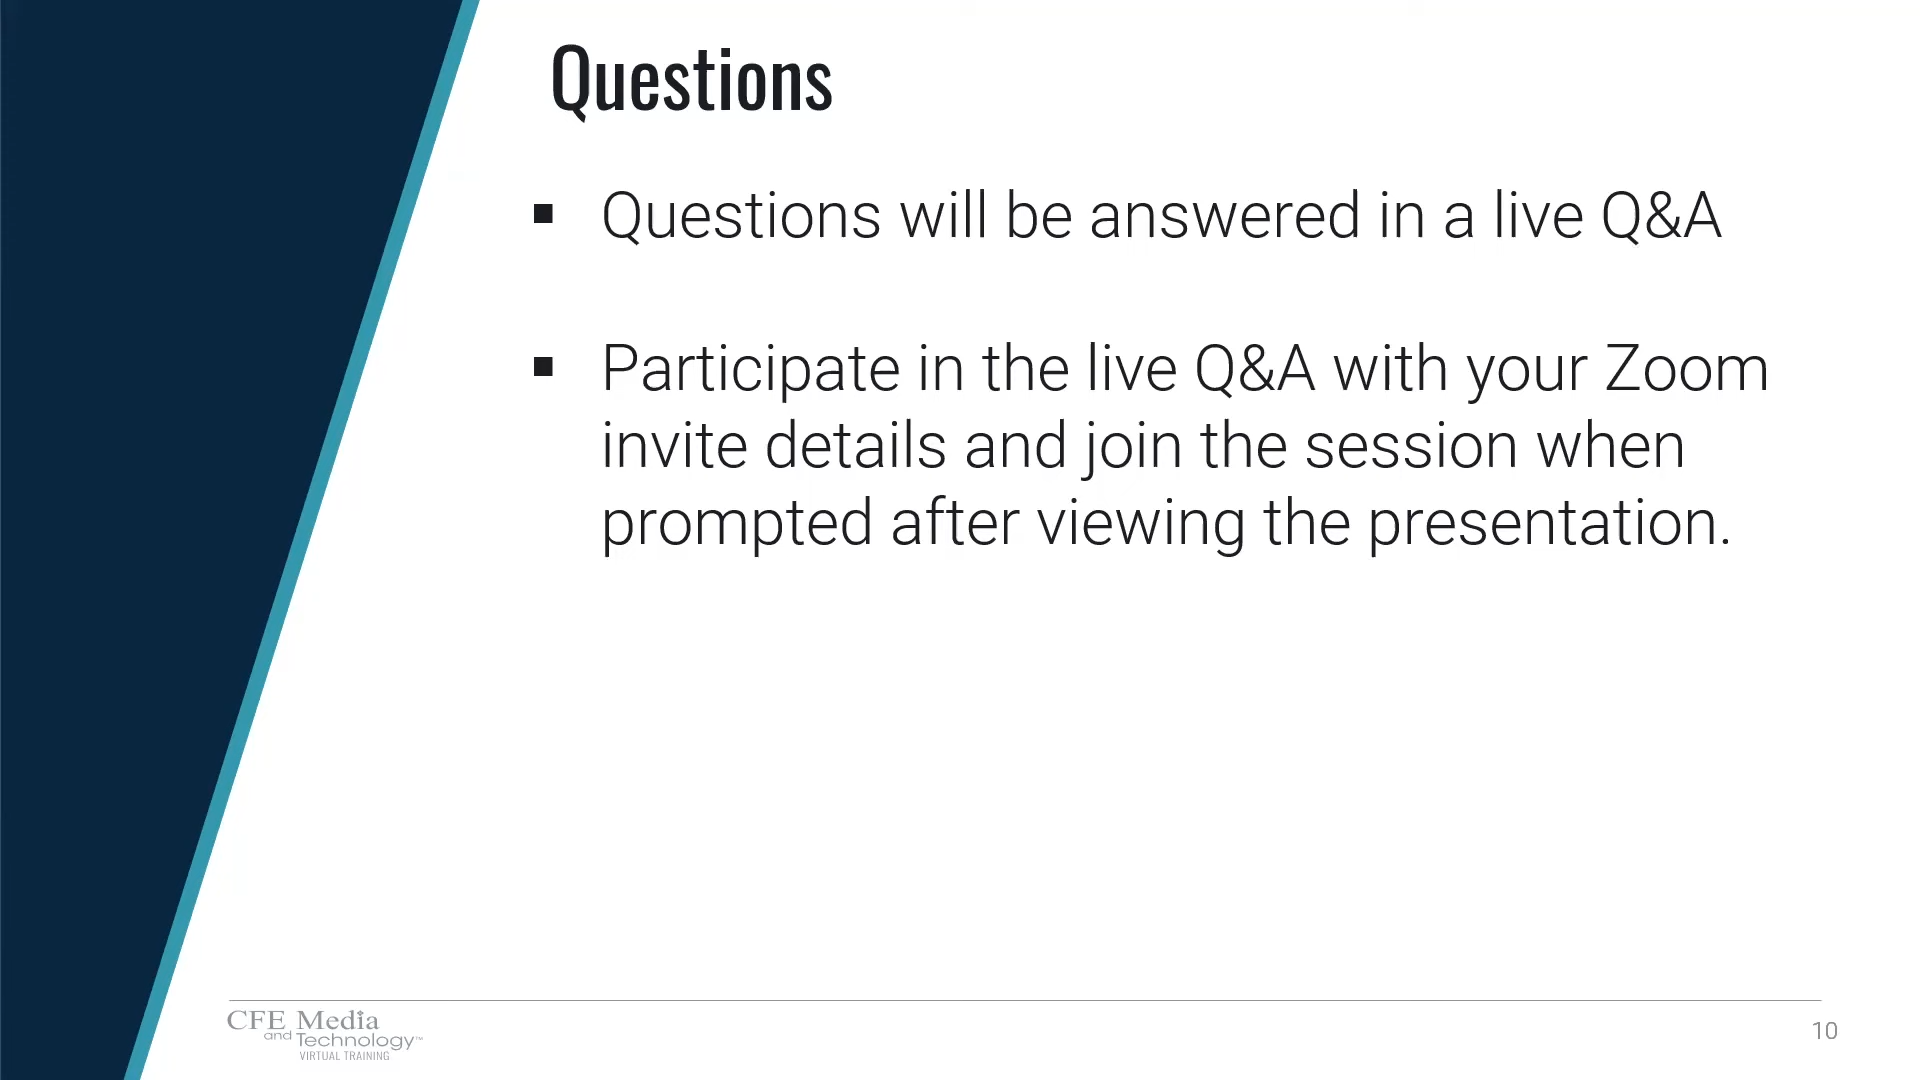 Questions
▪ Questions will be answered in a live Q&A
▪ Participate in the live Q&A with your Zoom
invite details and join the session when
prompted after viewing the presentation.
CFE Media
and Technology™
VIRTUAL TRAINING
10